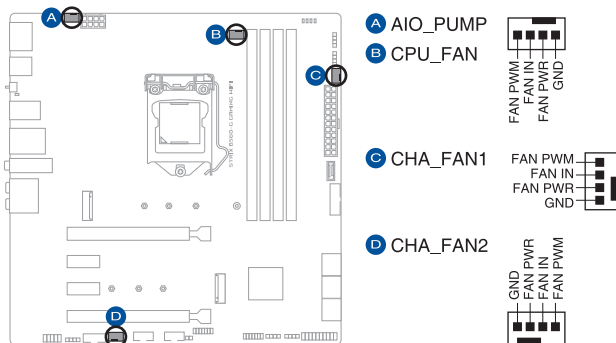 A AIO_PUMP
B CPU_FAN
FAN PWM
FAN IN
FAN PWR
GND
C CHA_FAN1
FAN PWM
FAN IN
FAN PWR
GND
D CHA_FAN2
GND
FAN PWR
FAN IN
FAN PWM
A
B
C
D
STRIX B560-G GAMING WIFI